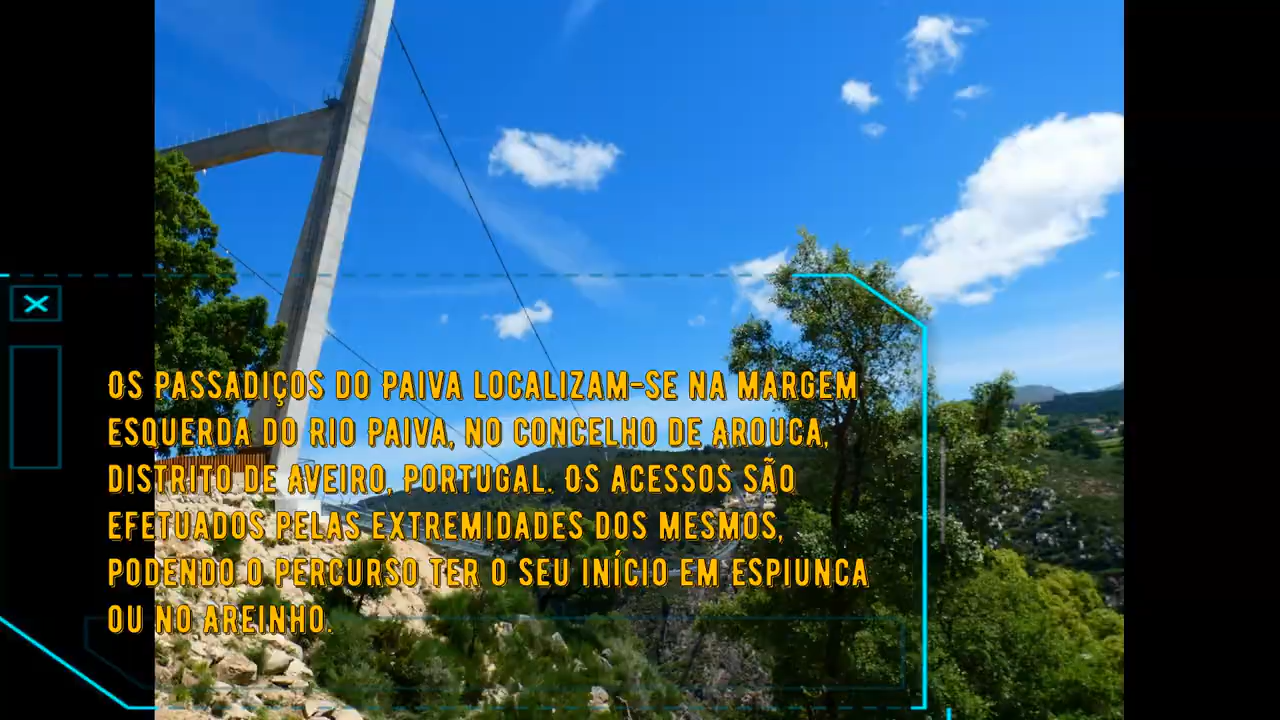 Os Passadiços do Paiva localizam-se na margem
esquerda do Rio Paiva, no concelho de Arouca,
distrito de Aveiro, Portugal. Os acessos são
efetuados pelas extremidades dos mesmos,
podendo o percurso ter o seu início em Espiunca
ou no Areinho.